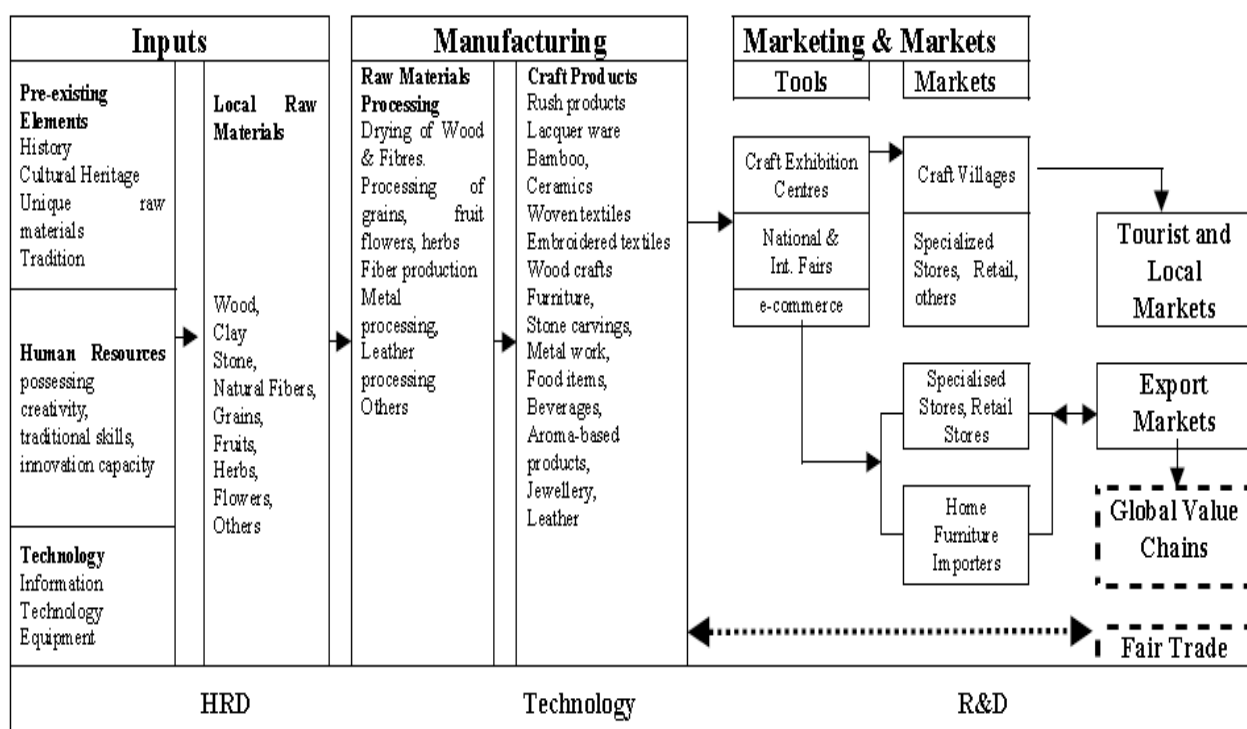 Inputs
Pre-existing
Elements
History
Cultural Heritage
Unique raw
materials
Tradition
Human Resources
possessing
creativity,
traditional skills,
innovation capacity
Technology
Information
Technology
Equipment
Local Raw
Materials
Wood,
Clay
Stone,
Natural Fibers,
Grains,
Fruits,
Herbs,
Flowers,
Others
Manufacturing
Raw Materials
Processing
Drying of Wood
& Fibres.
Processing of
grains, fruit
flowers, herbs
Fiber production
Metal
processing,
Leather
processing
Others
Craft Products
Rush products
Lacquer ware
Bamboo,
Ceramics
Woven textiles
Embroidered textiles
Wood crafts
Furniture,
Stone carvings,
Metal work,
Food items,
Beverages,
Aroma-based
products,
Jewellery,
Leather
Marketing & Markets
Tools
Craft Exhibition
Centres
National &
Int. Fairs
e-commerce
Markets
Craft Villages
Specialized
Stores, Retail,
others
Specialised
Stores, Retail
Stores
Home
Furniture
Importers
Tourist and
Local
Markets
Export
Markets
Global Value
Chains
Fair Trade
HRD
Technology
R&D